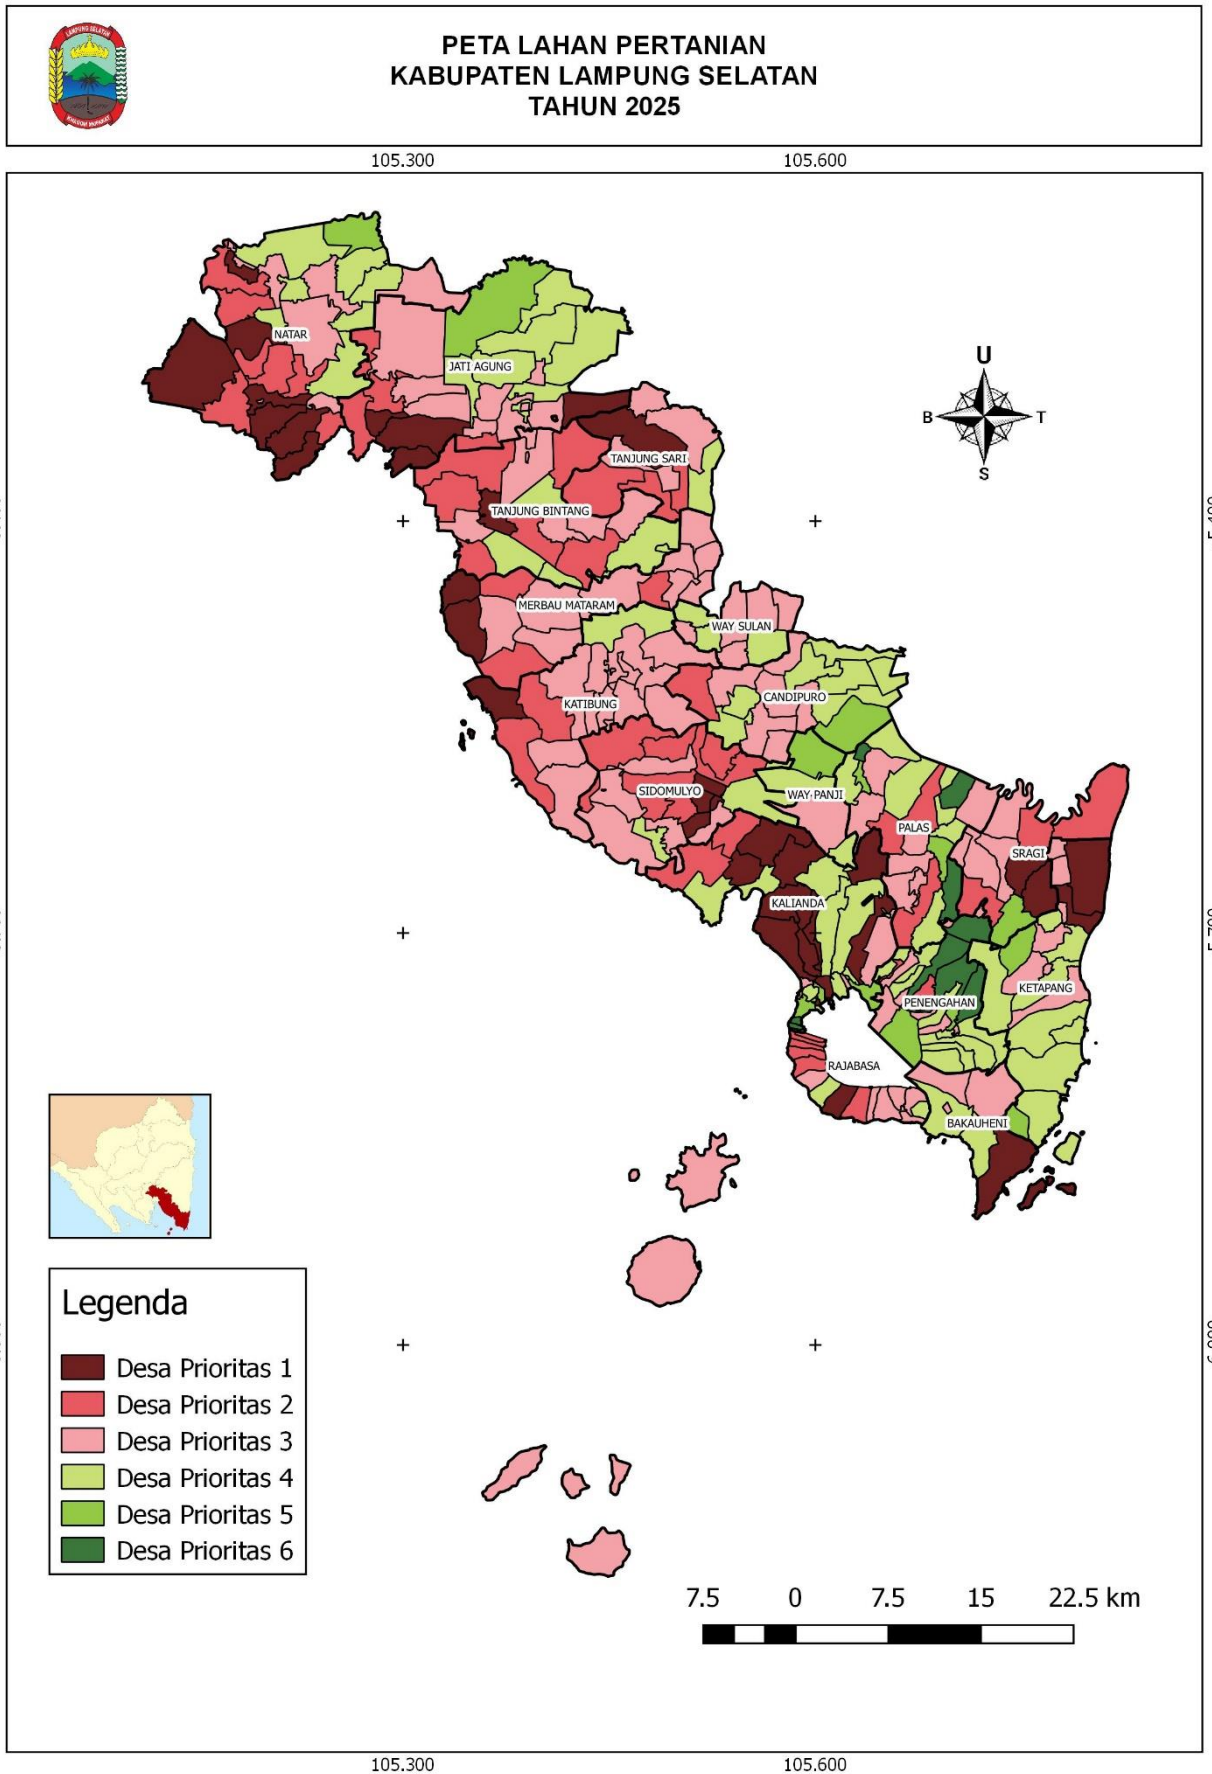 LAMPUNG SELATAN
PETA LAHAN PERTANIAN
KABUPATEN LAMPUNG SELATAN
TAHUN 2025
105.300
105.600
NATAR
JATI AGUNG
U
B
T
S
TANJUNG SARI
TANJUNG BINTANG
MERBAU MATARAM
WAY SULAN
CANDIPURO
KATIBUNG
SIDOMULYO
WAY PANJI
PALAS
SRAGI
KALIANDA
KETAPANG
PENENGAHAN
RAJABASA
BAKAUHENI
Legenda
Desa Prioritas 1
Desa Prioritas 2
Desa Prioritas 3
Desa Prioritas 4
Desa Prioritas 5
Desa Prioritas 6
7.5 0 7.5 15 22.5 km
105.300
105.600